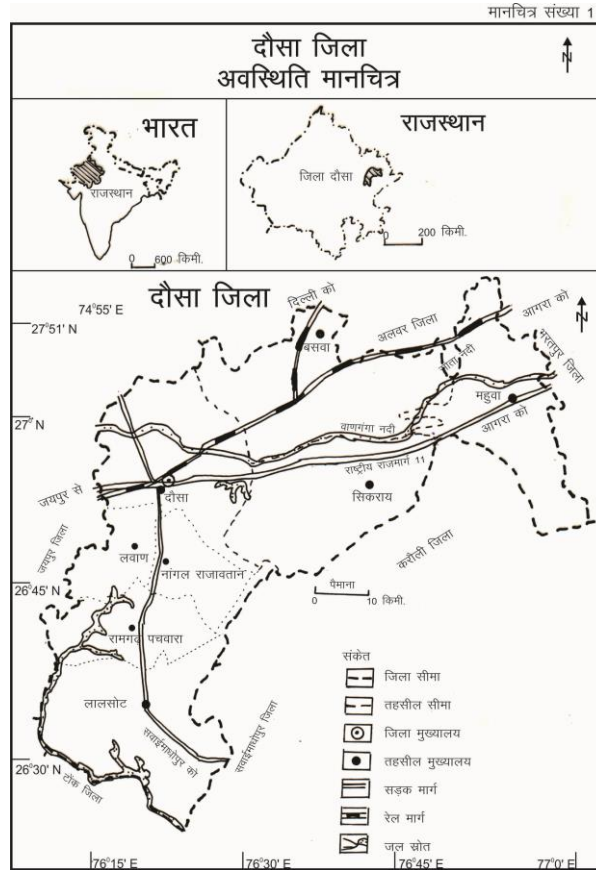 मानचित्र संख्या 1
दौसा जिला
अवस्थिति मानचित्र
N
भारत
राजस्थान
0 600 किमी.
राजस्थान
जिला दौसा
0 200 किमी.
दौसा जिला
N
74°55' E
27°51' N
27° N
26°45' N
26°30' N
दिल्ली को
बसवा
अलवर जिला
आगरा को
भरतपुर जिला
महुवा
बाणगंगा नदी
आगरा को
राष्ट्रीय राजमार्ग 11
जयपुर से
दौसा
सिकराय
जयपुर जिला
लवाण
नांगल राजावतान
करौली जिला
पैमाना
0 10 किमी.
रामगढ़ पचवारा
लालसोट
सवाईमाधोपुर को
सवाईमाधोपुर जिला
टोंक जिला
संकेत
जिला सीमा
तहसील सीमा
जिला मुख्यालय
तहसील मुख्यालय
सड़क मार्ग
रेल मार्ग
जल स्रोत
76°15' E
76°30' E
76°45' E
77°0' E